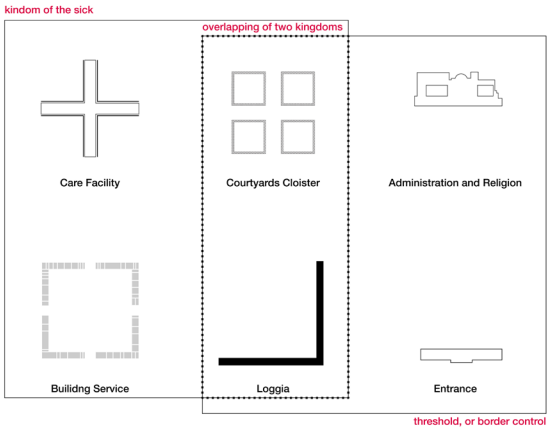 kindom of the sick
overlapping of two kingdoms
Care Facility
Courtyards Cloister
Administration and Religion
Builidng Service
Loggia
Entrance
threshold, or border control